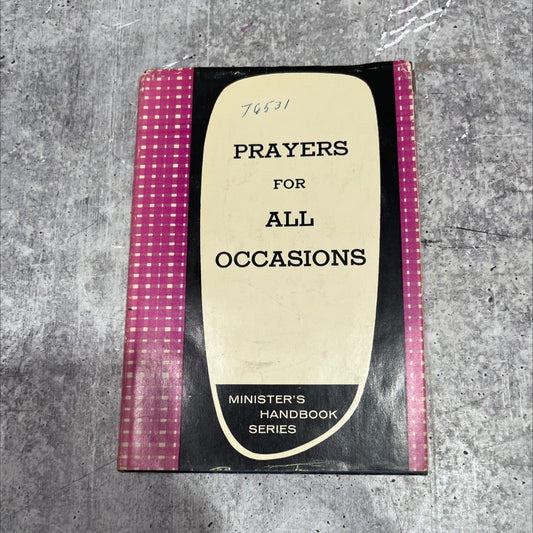 76531
PRAYERS
FOR
ALL
OCCASIONS
MINISTER'S
HANDBOOK
SERIES